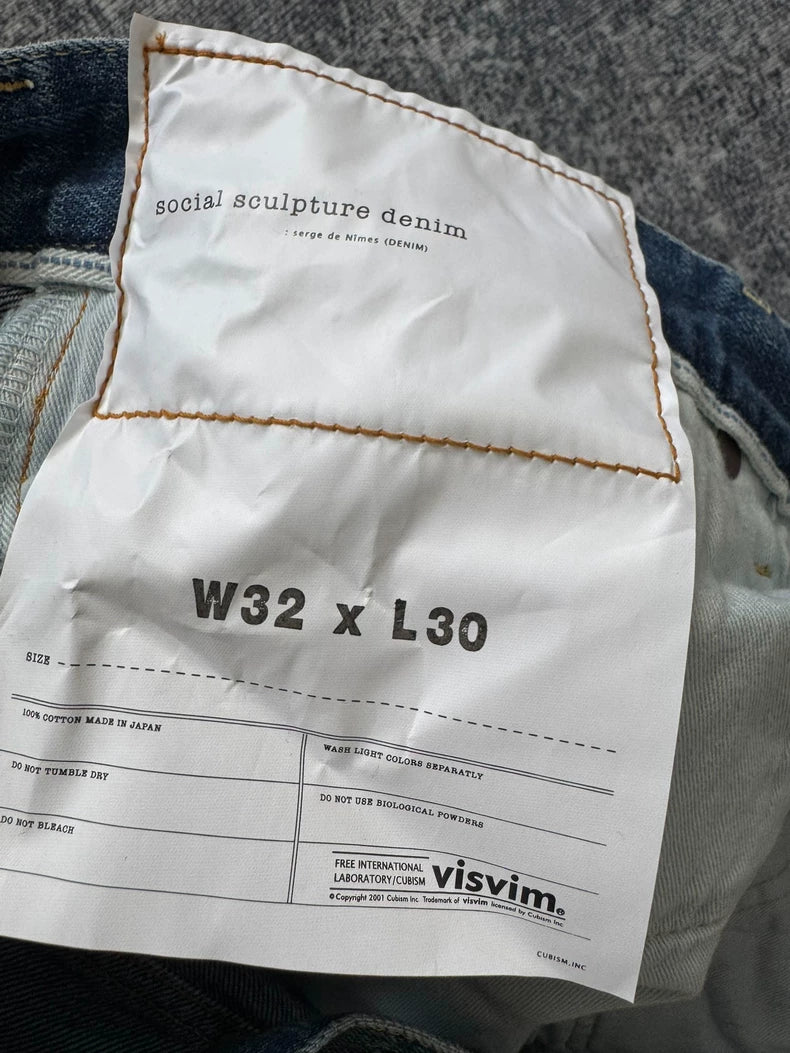 social sculpture denim
: serge de Nîmes (DENIM)
W32 x L30
SIZE
100% COTTON MADE IN JAPAN
DO NOT TUMBLE DRY
DO NOT BLEACH
WASH LIGHT COLORS SEPARATLY
DO NOT USE BIOLOGICAL POWDERS
FREE INTERNATIONAL
LABORATORY/CUBISM
visvim®
© Copyright 2001 Cubism Inc Trademark of visvim licensed by Cubism Inc
CUBISM, INC